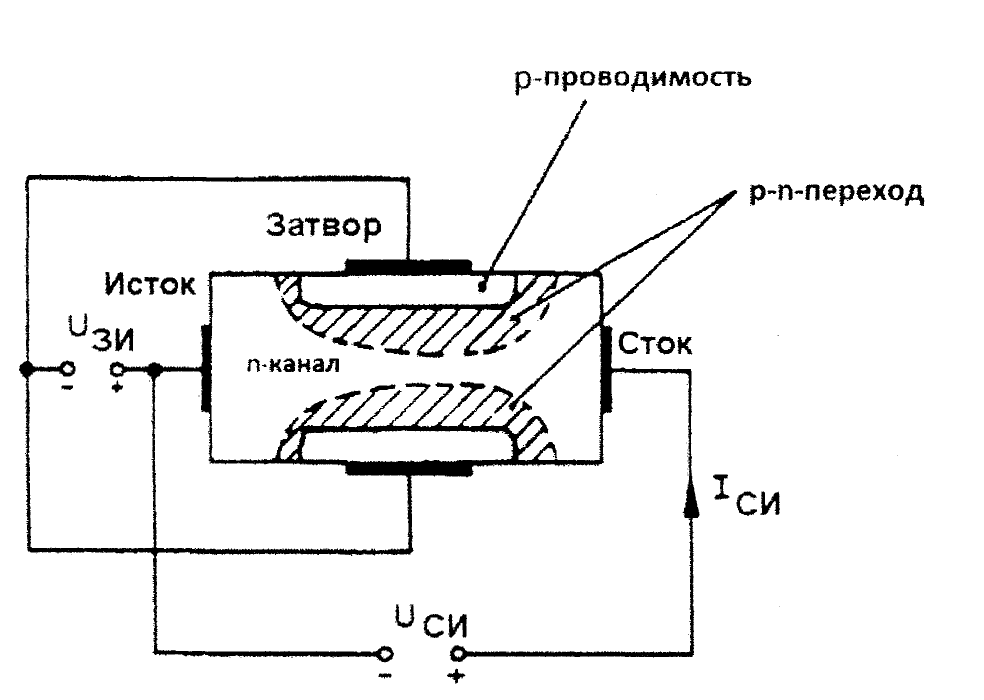 р-проводимость
р-n-переход
Затвор
Исток
UЗИ
- +
n-канал
Сток
IСИ
UСИ
- +